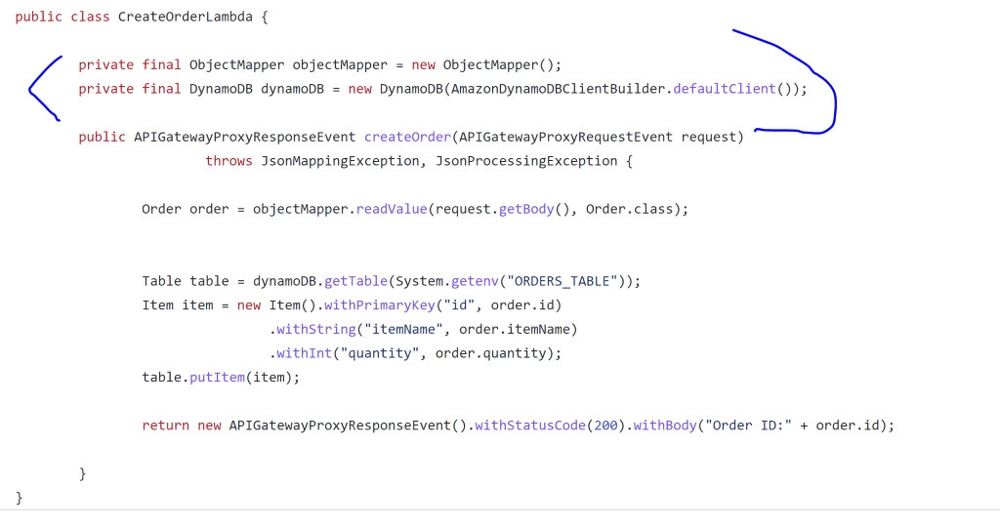 public class CreateOrderLambda {
private final ObjectMapper objectMapper = new ObjectMapper();
private final DynamoDB dynamoDB = new DynamoDB(AmazonDynamoDBClientBuilder.defaultClient());
public APIGatewayProxyResponseEvent createOrder(APIGatewayProxyRequestEvent request)
throws JsonMappingException, JsonProcessingException {
Order order = objectMapper.readValue(request.getBody(), Order.class);
Table table = dynamoDB.getTable(System.getenv("ORDERS_TABLE"));
Item item = new Item().withPrimaryKey("id", order.id)
.withString("itemName", order.itemName)
.withInt("quantity", order.quantity);
table.putItem(item);
return new APIGatewayProxyResponseEvent().withStatusCode(200).withBody("Order ID:" + order.id);
}
}